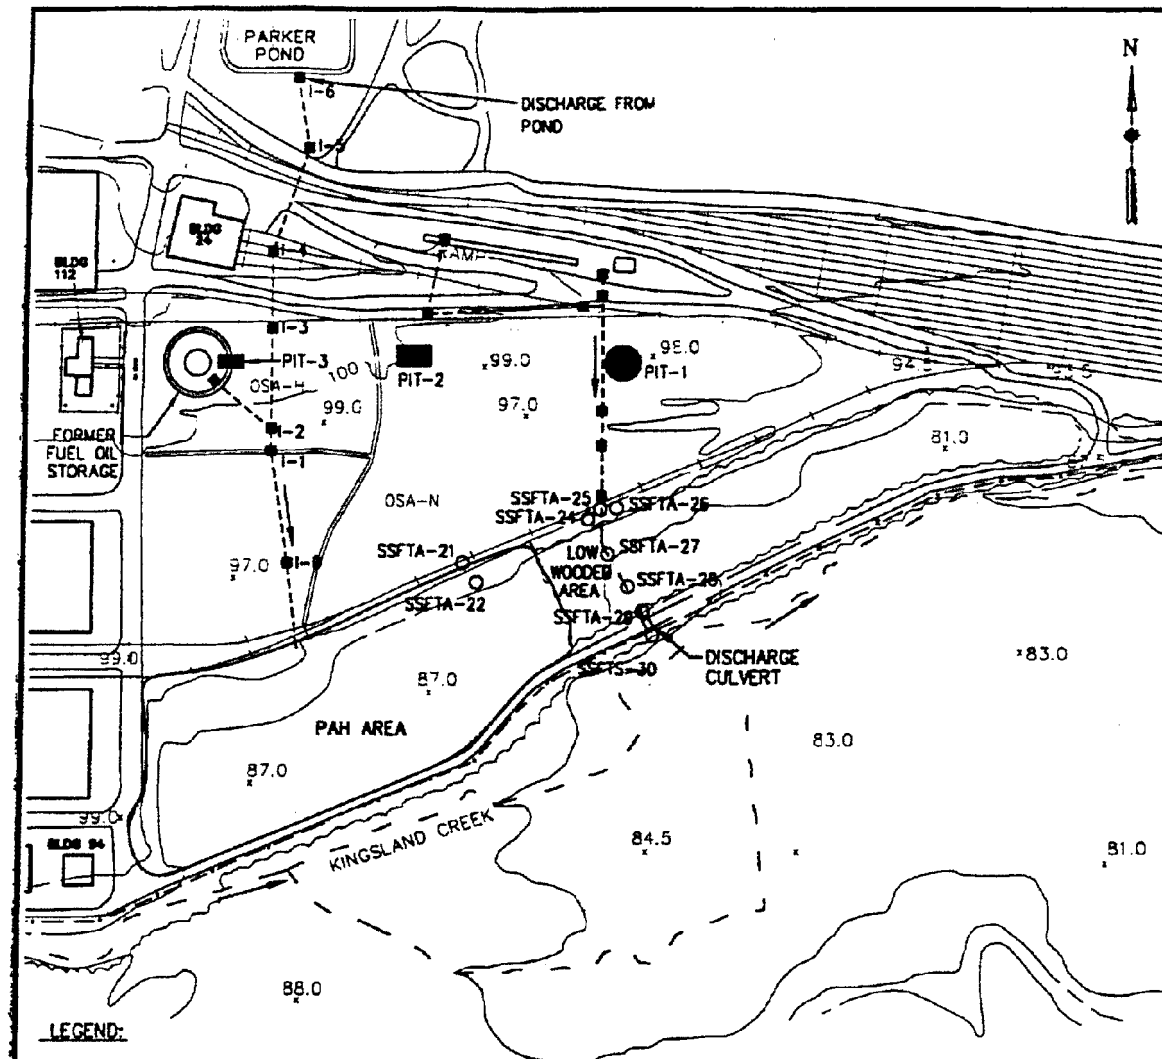 PARKER
POND
N
I-6
DISCHARGE FROM
POND
I-5
BLDG
24
I-4
BLDG
112
I-3
PIT-3
OSA-H
100
PIT-2
99.0
98.0
PIT-1
99.0
97.0
I-2
I-1
FORMER
FUEL OIL
STORAGE
81.0
OSA-N
SSFTA-25
SSFTA-26
SSFTA-24
SSFTA-21
SSFTA-27
LOW
WOODED
AREA
97.0
SSFTA-22
SSFTA-28
SSFTA-29
99.0
DISCHARGE
CULVERT
SSFTS-30
83.0
87.0
PAH AREA
83.0
87.0
99.0
KINGSLAND CREEK
BLDG 94
84.5
81.0
88.0
LEGEND: